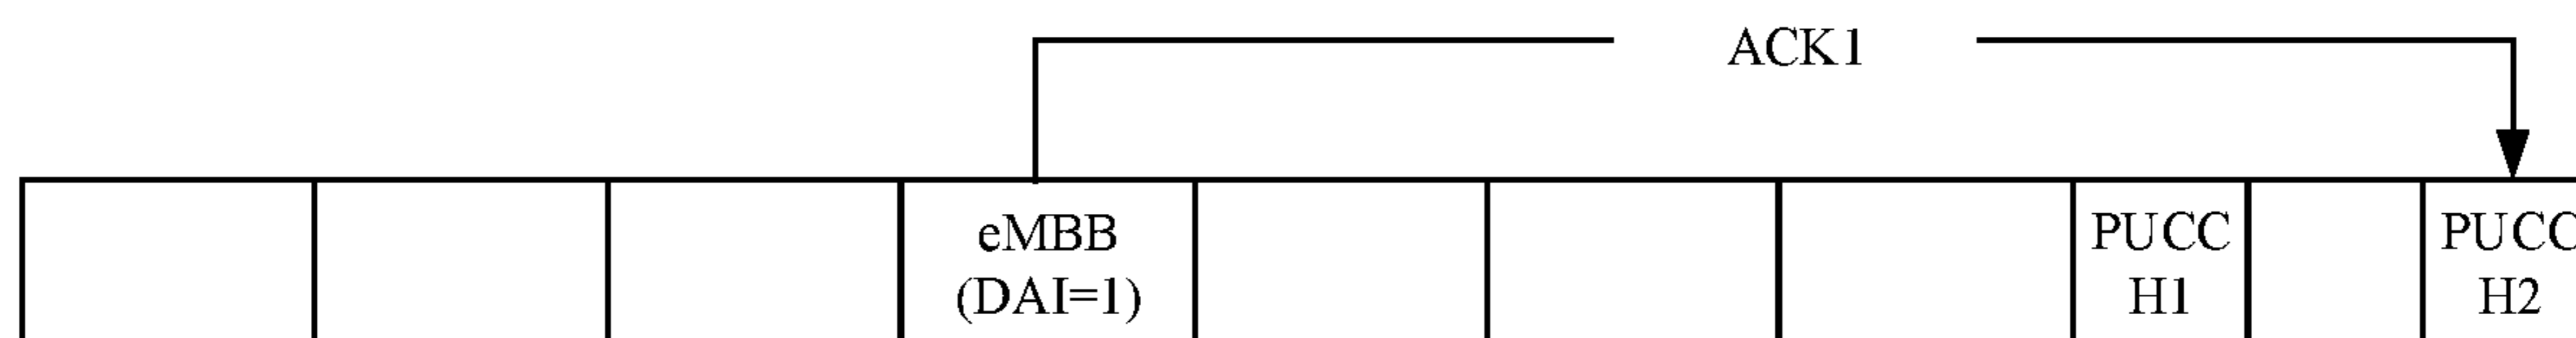 ACK1
eMBB
(DAI=1)
PUCC
H1
PUCC
H2